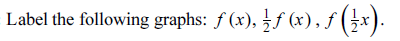 Label the following graphs: f (x), ½f (x), f (½x).